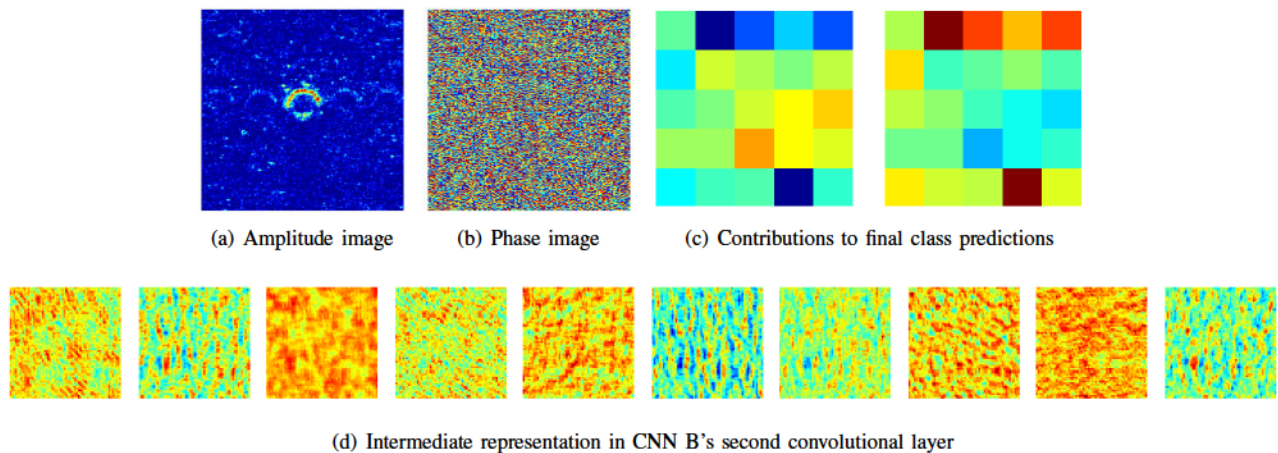 (a) Amplitude image
(b) Phase image
(c) Contributions to final class predictions
(d) Intermediate representation in CNN B's second convolutional layer